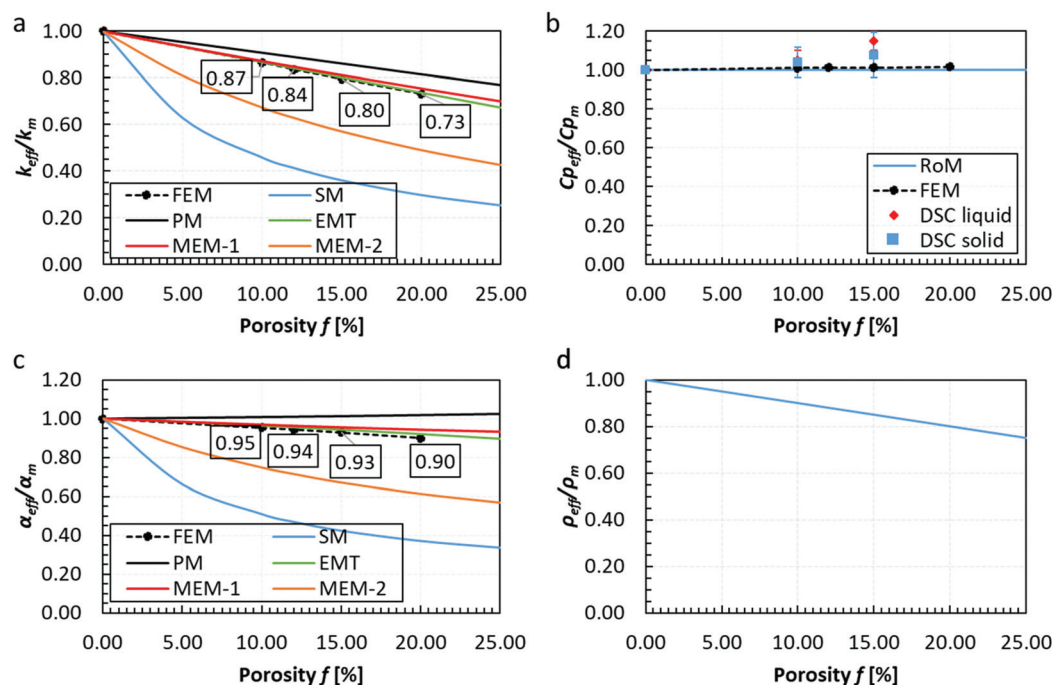 a
1.00
0.80
0.60
0.40
0.20
0.00
k_eff/k_m
0.87
0.84
0.80
0.73
FEM
SM
PM
EMT
MEM-1
MEM-2
0.00 5.00 10.00 15.00 20.00 25.00
Porosity f [%]
b
1.20
1.00
0.80
0.60
0.40
0.20
0.00
Cp_eff/Cp_m
RoM
FEM
DSC liquid
DSC solid
0.00 5.00 10.00 15.00 20.00 25.00
Porosity f [%]
c
1.20
1.00
0.80
0.60
0.40
0.20
0.00
α_eff/α_m
0.95
0.94
0.93
0.90
FEM
SM
PM
EMT
MEM-1
MEM-2
0.00 5.00 10.00 15.00 20.00 25.00
Porosity f [%]
d
1.00
0.80
0.60
0.40
0.20
0.00
ρ_eff/ρ_m
0.00 5.00 10.00 15.00 20.00 25.00
Porosity f [%]